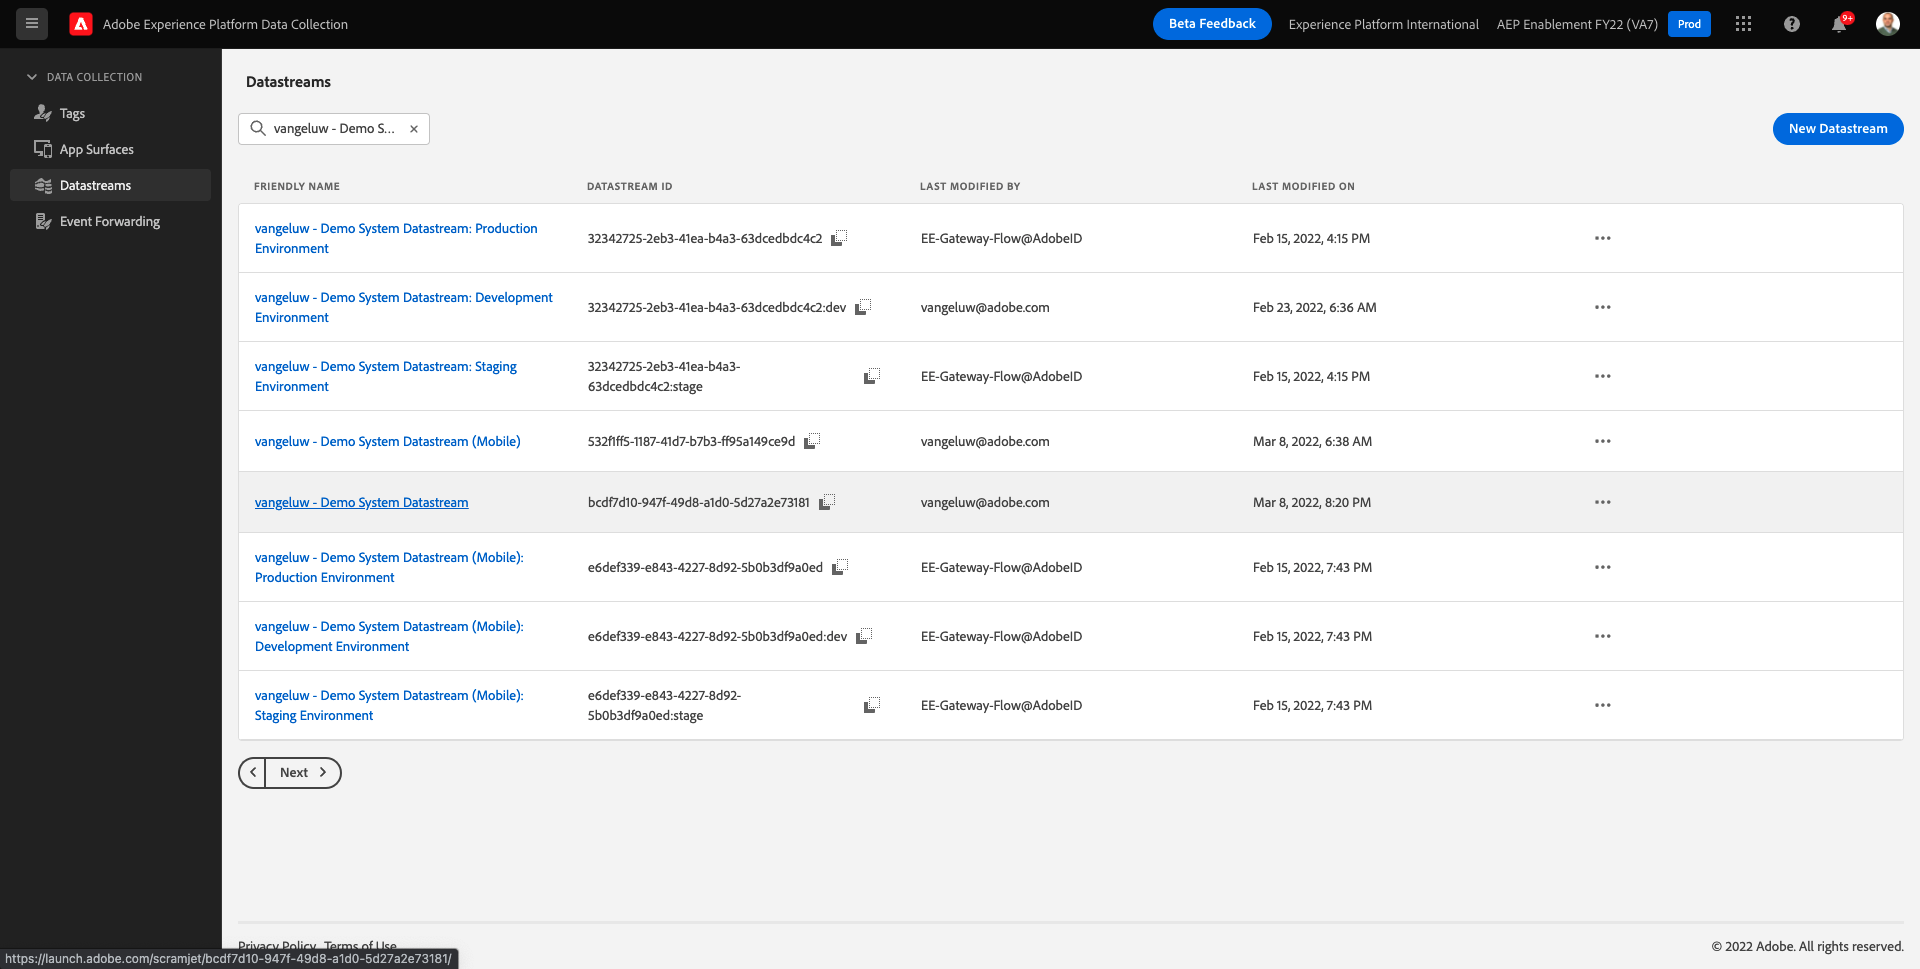 Adobe Experience Platform Data Collection
Beta Feedback
Experience Platform International
AEP Enablement FY22 (VA7)
Prod
9+
DATA COLLECTION
Tags
App Surfaces
Datastreams
Event Forwarding
Datastreams
vangeluw - Demo S...
New Datastream
FRIENDLY NAME
DATASTREAM ID
LAST MODIFIED BY
LAST MODIFIED ON
vangeluw - Demo System Datastream: Production
Environment
32342725-2eb3-41ea-b4a3-63dcedbdc4c2
EE-Gateway-Flow@AdobeID
Feb 15, 2022, 4:15 PM
vangeluw - Demo System Datastream: Development
Environment
32342725-2eb3-41ea-b4a3-63dcedbdc4c2:dev
vangeluw@adobe.com
Feb 23, 2022, 6:36 AM
vangeluw - Demo System Datastream: Staging
Environment
32342725-2eb3-41ea-b4a3-
63dcedbdc4c2:stage
EE-Gateway-Flow@AdobeID
Feb 15, 2022, 4:15 PM
vangeluw - Demo System Datastream (Mobile)
532f1ff5-1187-41d7-b7b3-ff95a149ce9d
vangeluw@adobe.com
Mar 8, 2022, 6:38 AM
vangeluw - Demo System Datastream
bcdf7d10-947f-49d8-a1d0-5d27a2e73181
vangeluw@adobe.com
Mar 8, 2022, 8:20 PM
vangeluw - Demo System Datastream (Mobile):
Production Environment
e6def339-e843-4227-8d92-5b0b3df9a0ed
EE-Gateway-Flow@AdobeID
Feb 15, 2022, 7:43 PM
vangeluw - Demo System Datastream (Mobile):
Development Environment
e6def339-e843-4227-8d92-5b0b3df9a0ed:dev
EE-Gateway-Flow@AdobeID
Feb 15, 2022, 7:43 PM
vangeluw - Demo System Datastream (Mobile):
Staging Environment
e6def339-e843-4227-8d92-
5b0b3df9a0ed:stage
EE-Gateway-Flow@AdobeID
Feb 15, 2022, 7:43 PM
Next
Privacy Policy
Terms of Use
© 2022 Adobe. All rights reserved.
https://launch.adobe.com/scramjet/bcdf7d10-947f-49d8-a1d0-5d27a2e73181/